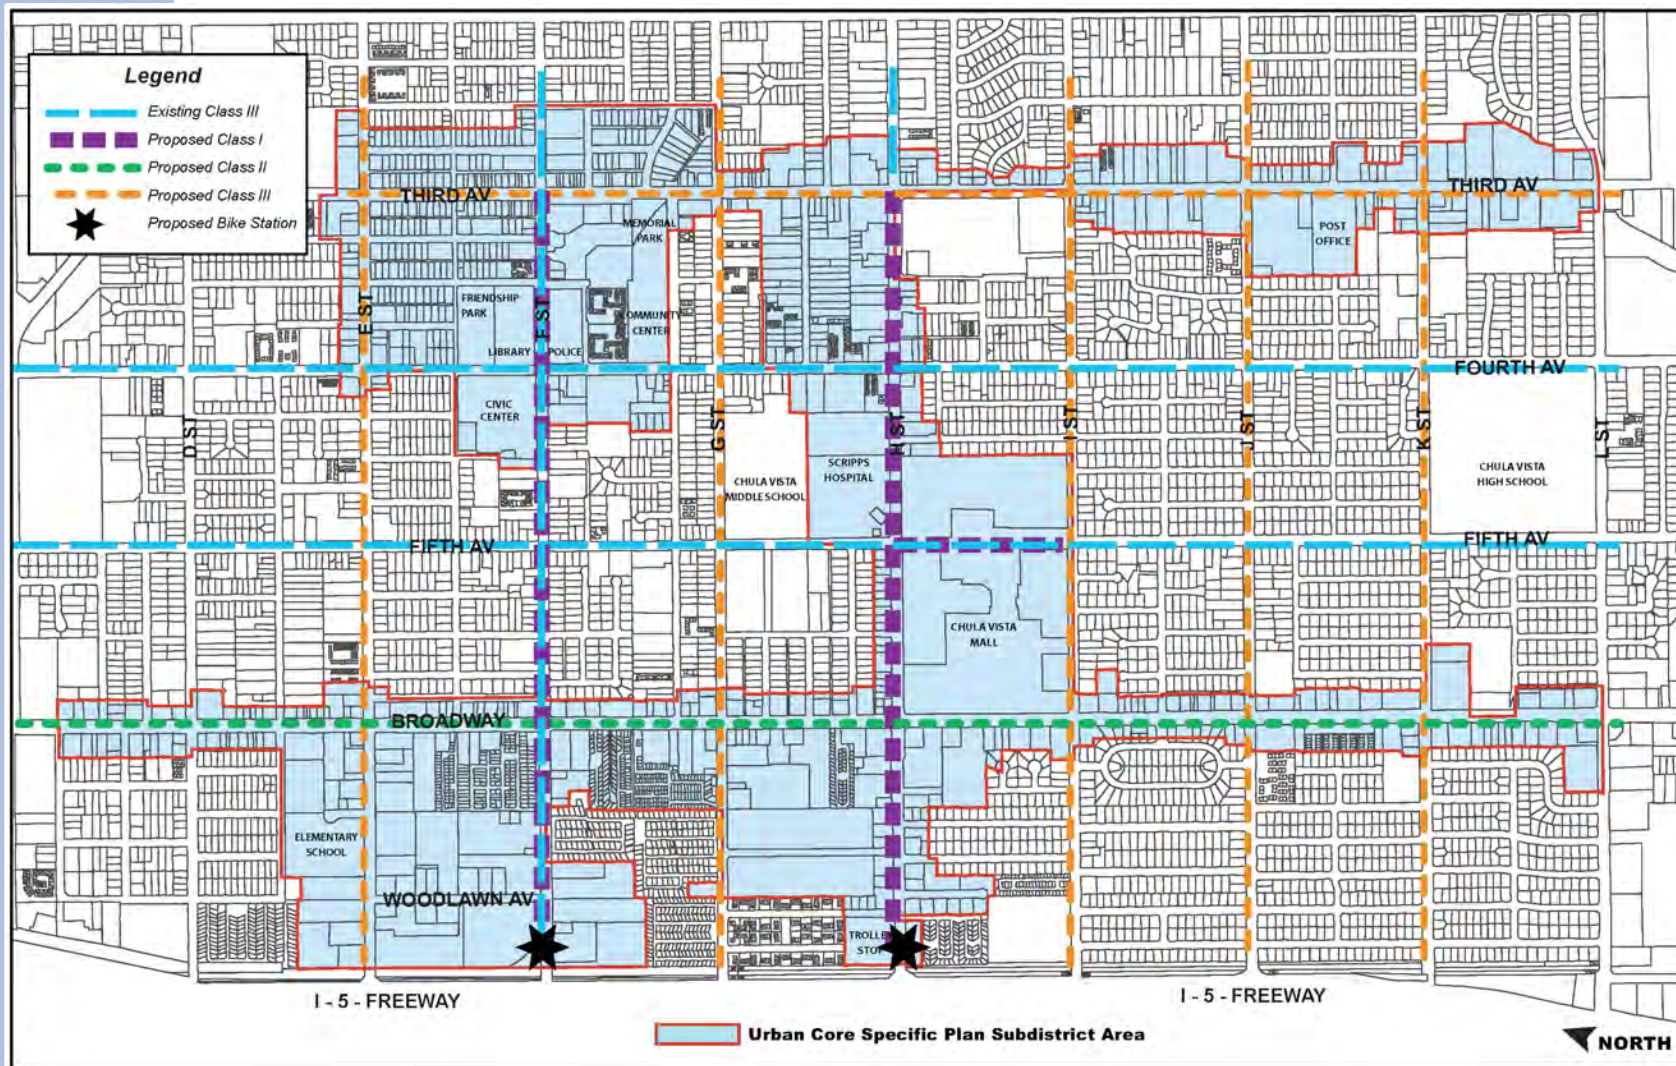 Legend
Existing Class III
Proposed Class I
Proposed Class II
Proposed Class III
Proposed Bike Station
THIRD AV
THIRD AV
MEMORIAL
PARK
POST
OFFICE
E ST
F ST
FRIENDSHIP
PARK
COMMUNITY
CENTER
LIBRARY
POLICE
FOURTH AV
CIVIC
CENTER
D ST
G ST
H ST
I ST
J ST
K ST
L ST
SCRIPPS
HOSPITAL
CHULA VISTA
MIDDLE SCHOOL
CHULA VISTA
HIGH SCHOOL
FIFTH AV
FIFTH AV
CHULA VISTA
MALL
BROADWAY
ELEMENTARY
SCHOOL
WOODLAWN AV
TROLLEY
STOP
I - 5 - FREEWAY
I - 5 - FREEWAY
Urban Core Specific Plan Subdistrict Area
NORTH